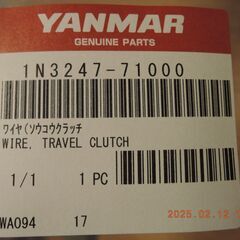 YANMAR
GENUINE PARTS
1N3247-71000
ワイヤ(ソウコウクラッチ
WIRE, TRAVEL CLUTCH
1/1 1 PC
WA094 17
2025.02.12